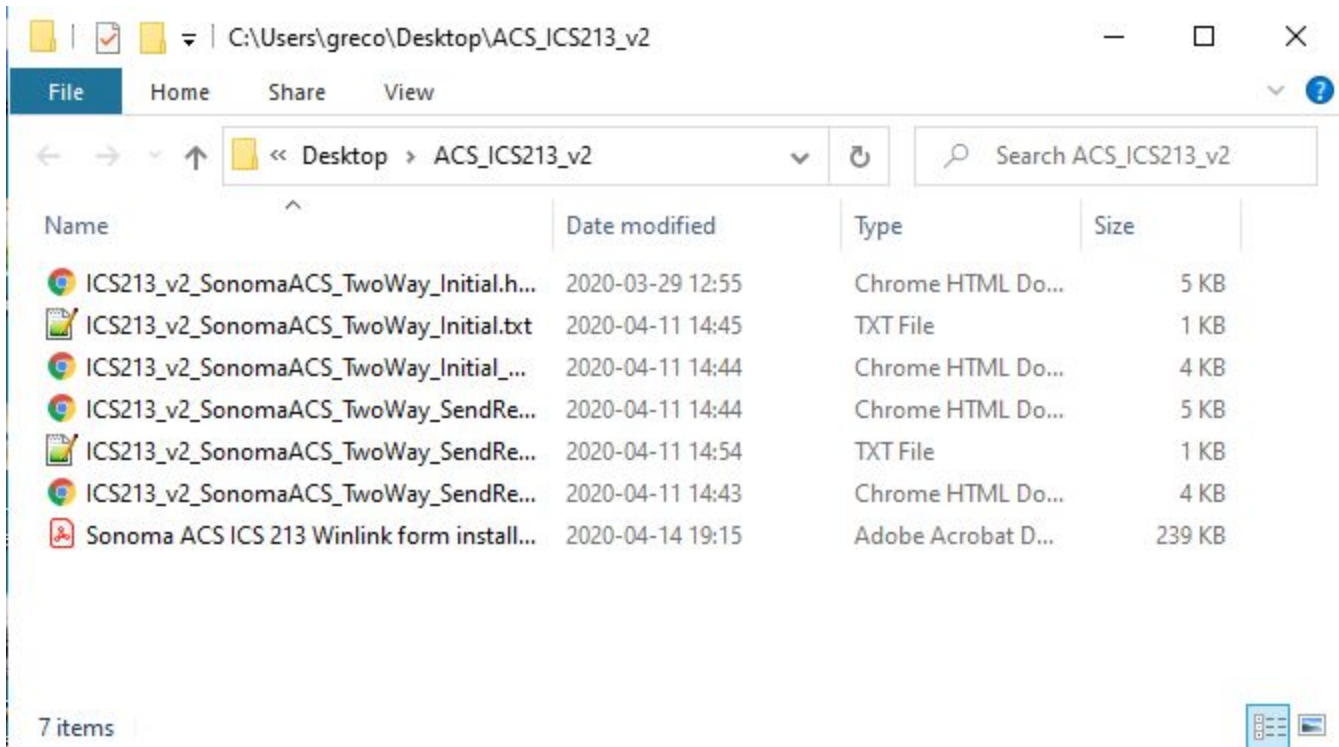 C:\Users\greco\Desktop\ACS_ICS213_v2
File Home Share View
« Desktop > ACS_ICS213_v2 Search ACS_ICS213_v2
Name Date modified Type Size
ICS213_v2_SonomaACS_TwoWay_Initial.h... 2020-03-29 12:55 Chrome HTML Do... 5 KB
ICS213_v2_SonomaACS_TwoWay_Initial.txt 2020-04-11 14:45 TXT File 1 KB
ICS213_v2_SonomaACS_TwoWay_Initial_... 2020-04-11 14:44 Chrome HTML Do... 4 KB
ICS213_v2_SonomaACS_TwoWay_SendRe... 2020-04-11 14:44 Chrome HTML Do... 5 KB
ICS213_v2_SonomaACS_TwoWay_SendRe... 2020-04-11 14:54 TXT File 1 KB
ICS213_v2_SonomaACS_TwoWay_SendRe... 2020-04-11 14:43 Chrome HTML Do... 4 KB
Sonoma ACS ICS 213 Winlink form install... 2020-04-14 19:15 Adobe Acrobat D... 239 KB
7 items